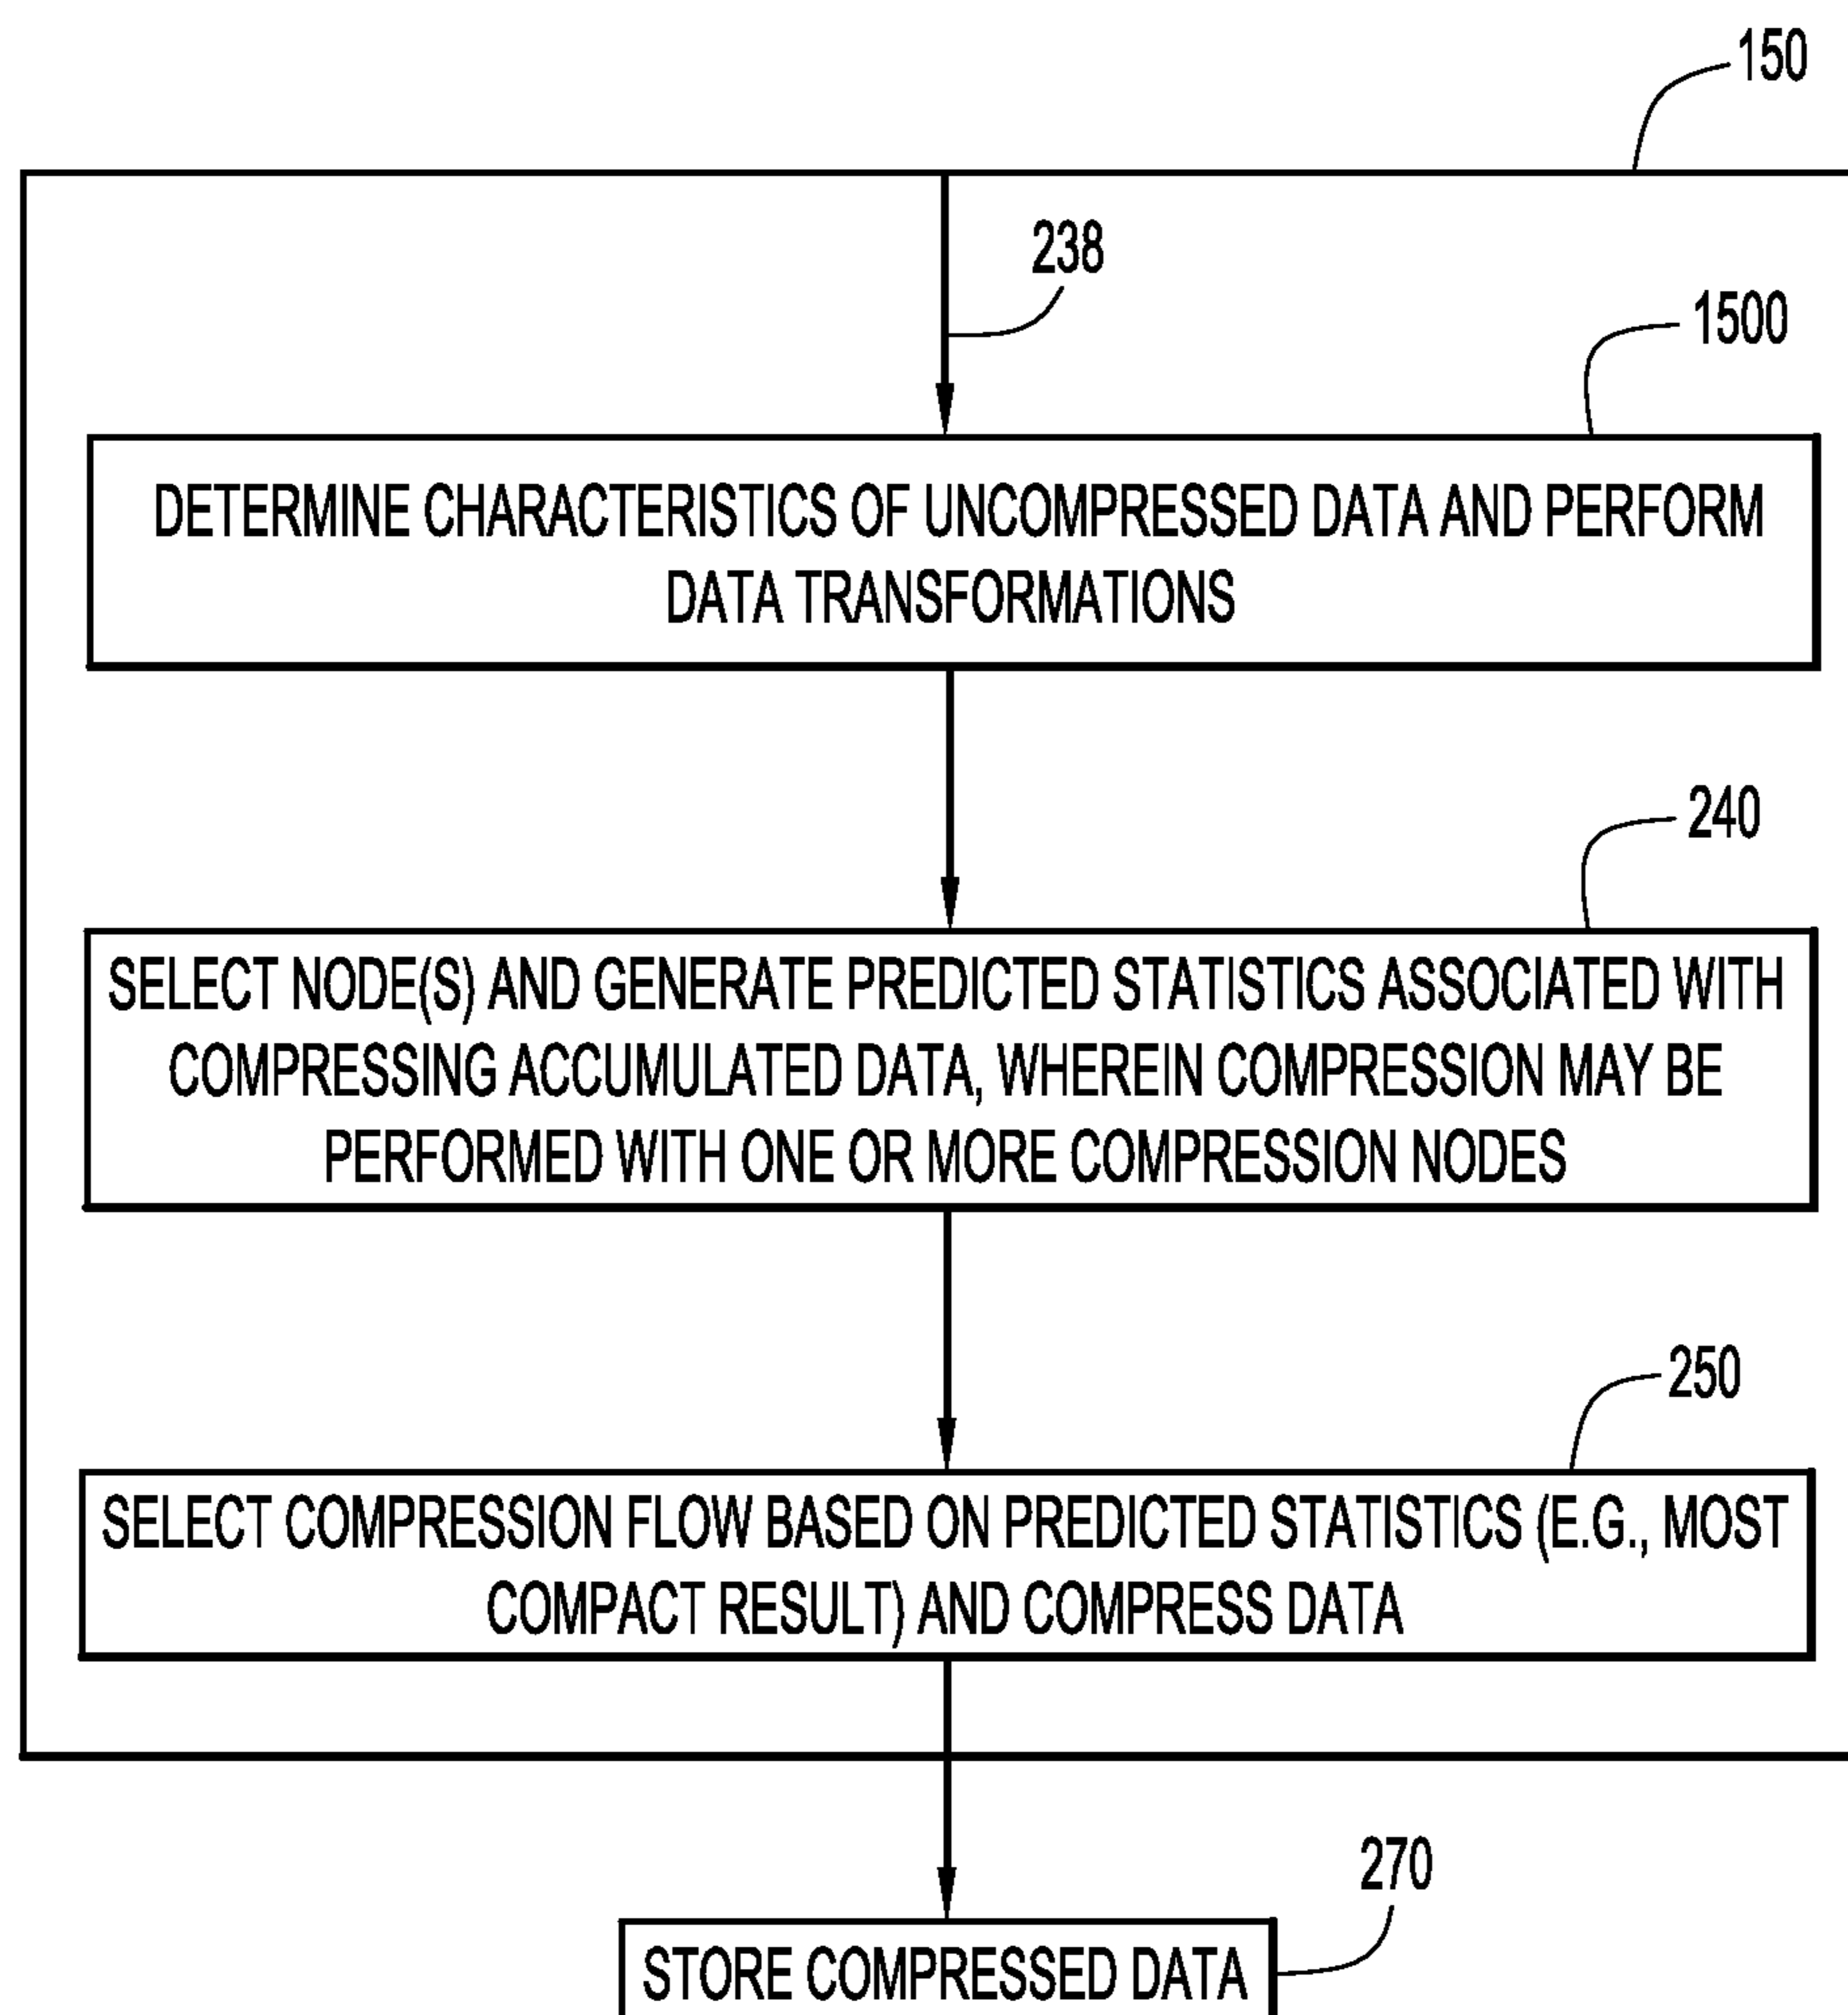 150
238
1500
DETERMINE CHARACTERISTICS OF UNCOMPRESSED DATA AND PERFORM
DATA TRANSFORMATIONS
240
SELECT NODE(S) AND GENERATE PREDICTED STATISTICS ASSOCIATED WITH
COMPRESSING ACCUMULATED DATA, WHEREIN COMPRESSION MAY BE
PERFORMED WITH ONE OR MORE COMPRESSION NODES
250
SELECT COMPRESSION FLOW BASED ON PREDICTED STATISTICS (E.G., MOST
COMPACT RESULT) AND COMPRESS DATA
270
STORE COMPRESSED DATA